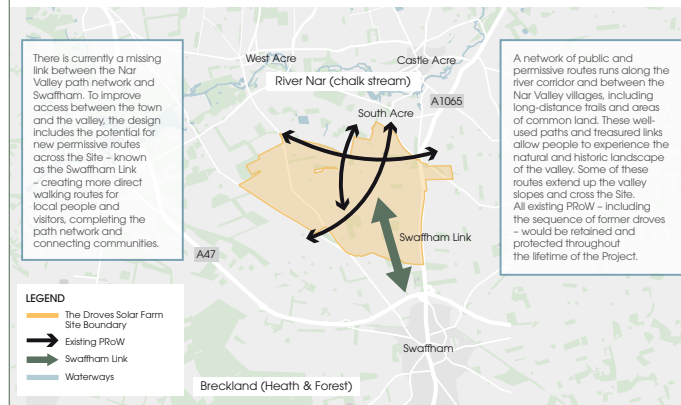 There is currently a missing
link between the Nar
Valley path network and
Swaffham. To improve
access between the town
and the valley, the design
includes the potential for
new permissive routes
across the Site – known
as the Swaffham Link
– creating more direct
walking routes for
local people and
visitors, completing the
path network and
connecting communities.
West Acre
Castle Acre
River Nar (chalk stream)
A1065
South Acre
Swaffham Link
A47
Swaffham
Breckland (Heath & Forest)
A network of public and
permissive routes runs along the
river corridor and between the
Nar Valley villages, including
long-distance trails and areas
of common land. These well-
used paths and treasured links
allow people to experience the
natural and historic landscape
of the valley. Some of these
routes extend up the valley
slopes and cross the Site.
All existing PRoW – including
the sequence of former droves
– would be retained and
protected throughout
the lifetime of the Project.
LEGEND
The Droves Solar Farm
Site Boundary
Existing PRoW
Swaffham Link
Waterways